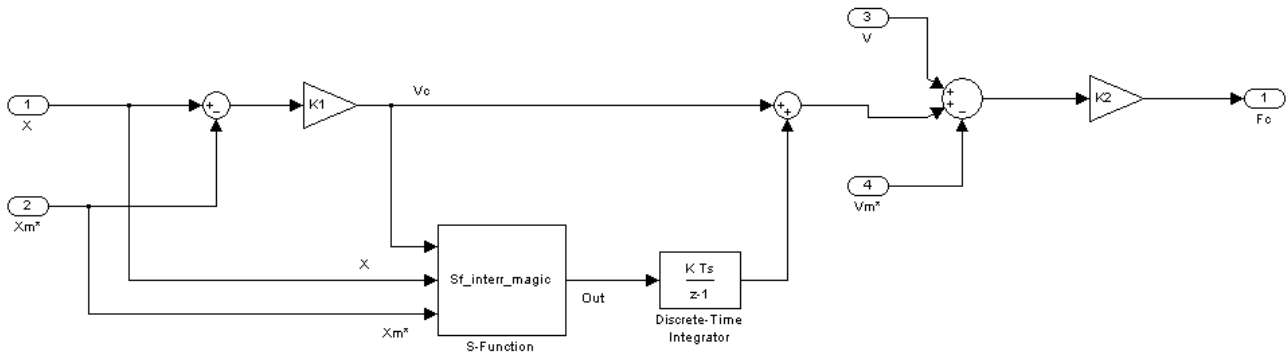 3
V
1
X
+
−
K1
Vc
+
+
+
+
−
K2
1
Fc
2
Xm*
4
Vm*
X
Xm*
Sf_interr_magic
S-Function
Out
K Ts
z-1
Discrete-Time
Integrator